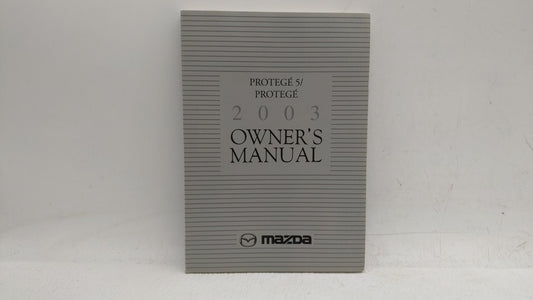 PROTEGÉ 5/
PROTEGÉ
2003
OWNER'S
MANUAL
mazda